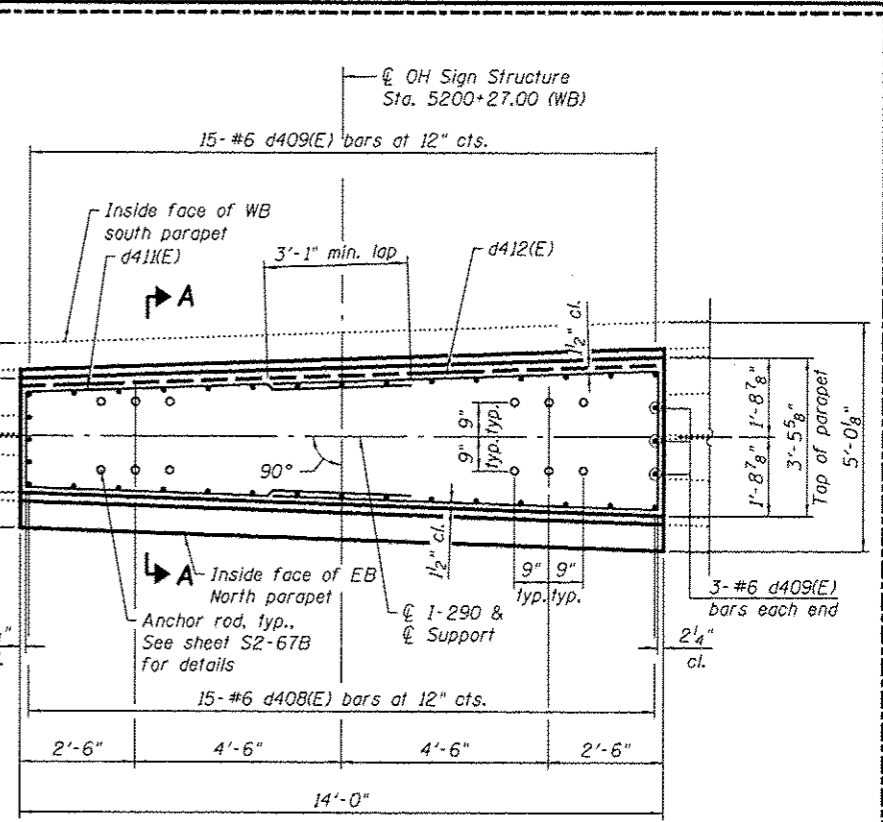 ℄ OH Sign Structure
Sta. 5200+27.00 (WB)
15- #6 d409(E) bars at 12" cts.
Inside face of WB
south parapet
d411(E)
3'-1" min. lap
d412(E)
A
1½" cl.
9" 9"
typ. typ.
90°
1'-8⅞" 1'-8⅞"
3'-5⅝"
Top of parapet
5'-0⅛"
1½" cl.
A
Inside face of EB
North parapet
9" 9"
typ. typ.
3- #6 d409(E)
bars each end
Anchor rod, typ.,
See sheet S2-67B
for details
℄ I-290 &
℄ Support
2¼"
cl.
15- #6 d408(E) bars at 12" cts.
2'-6" 4'-6" 4'-6" 2'-6"
14'-0"